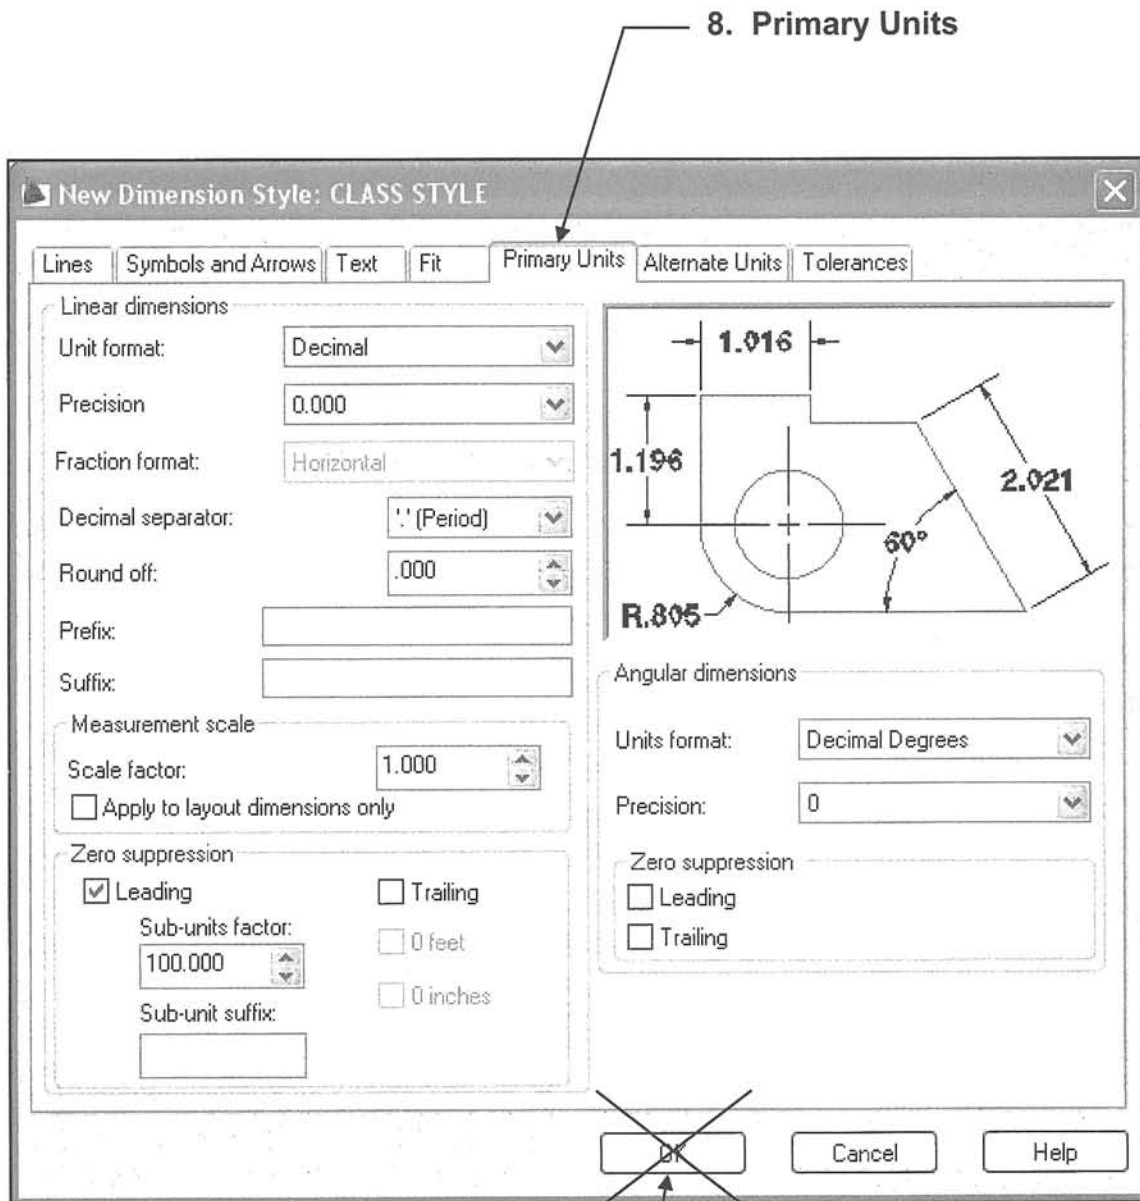 8. Primary Units
New Dimension Style: CLASS STYLE
Lines Symbols and Arrows Text Fit Primary Units Alternate Units Tolerances
Linear dimensions
Unit format: Decimal
Precision 0.000
Fraction format: Horizontal
Decimal separator: '.' (Period)
Round off: .000
Prefix:
Suffix:
Measurement scale
Scale factor: 1.000
Apply to layout dimensions only
Zero suppression
Leading Trailing
Sub-units factor: 0 feet
100.000
0 inches
Sub-unit suffix:
1.016
1.196
2.021
60°
R.805
Angular dimensions
Units format: Decimal Degrees
Precision: 0
Zero suppression
Leading
Trailing
Cancel Help